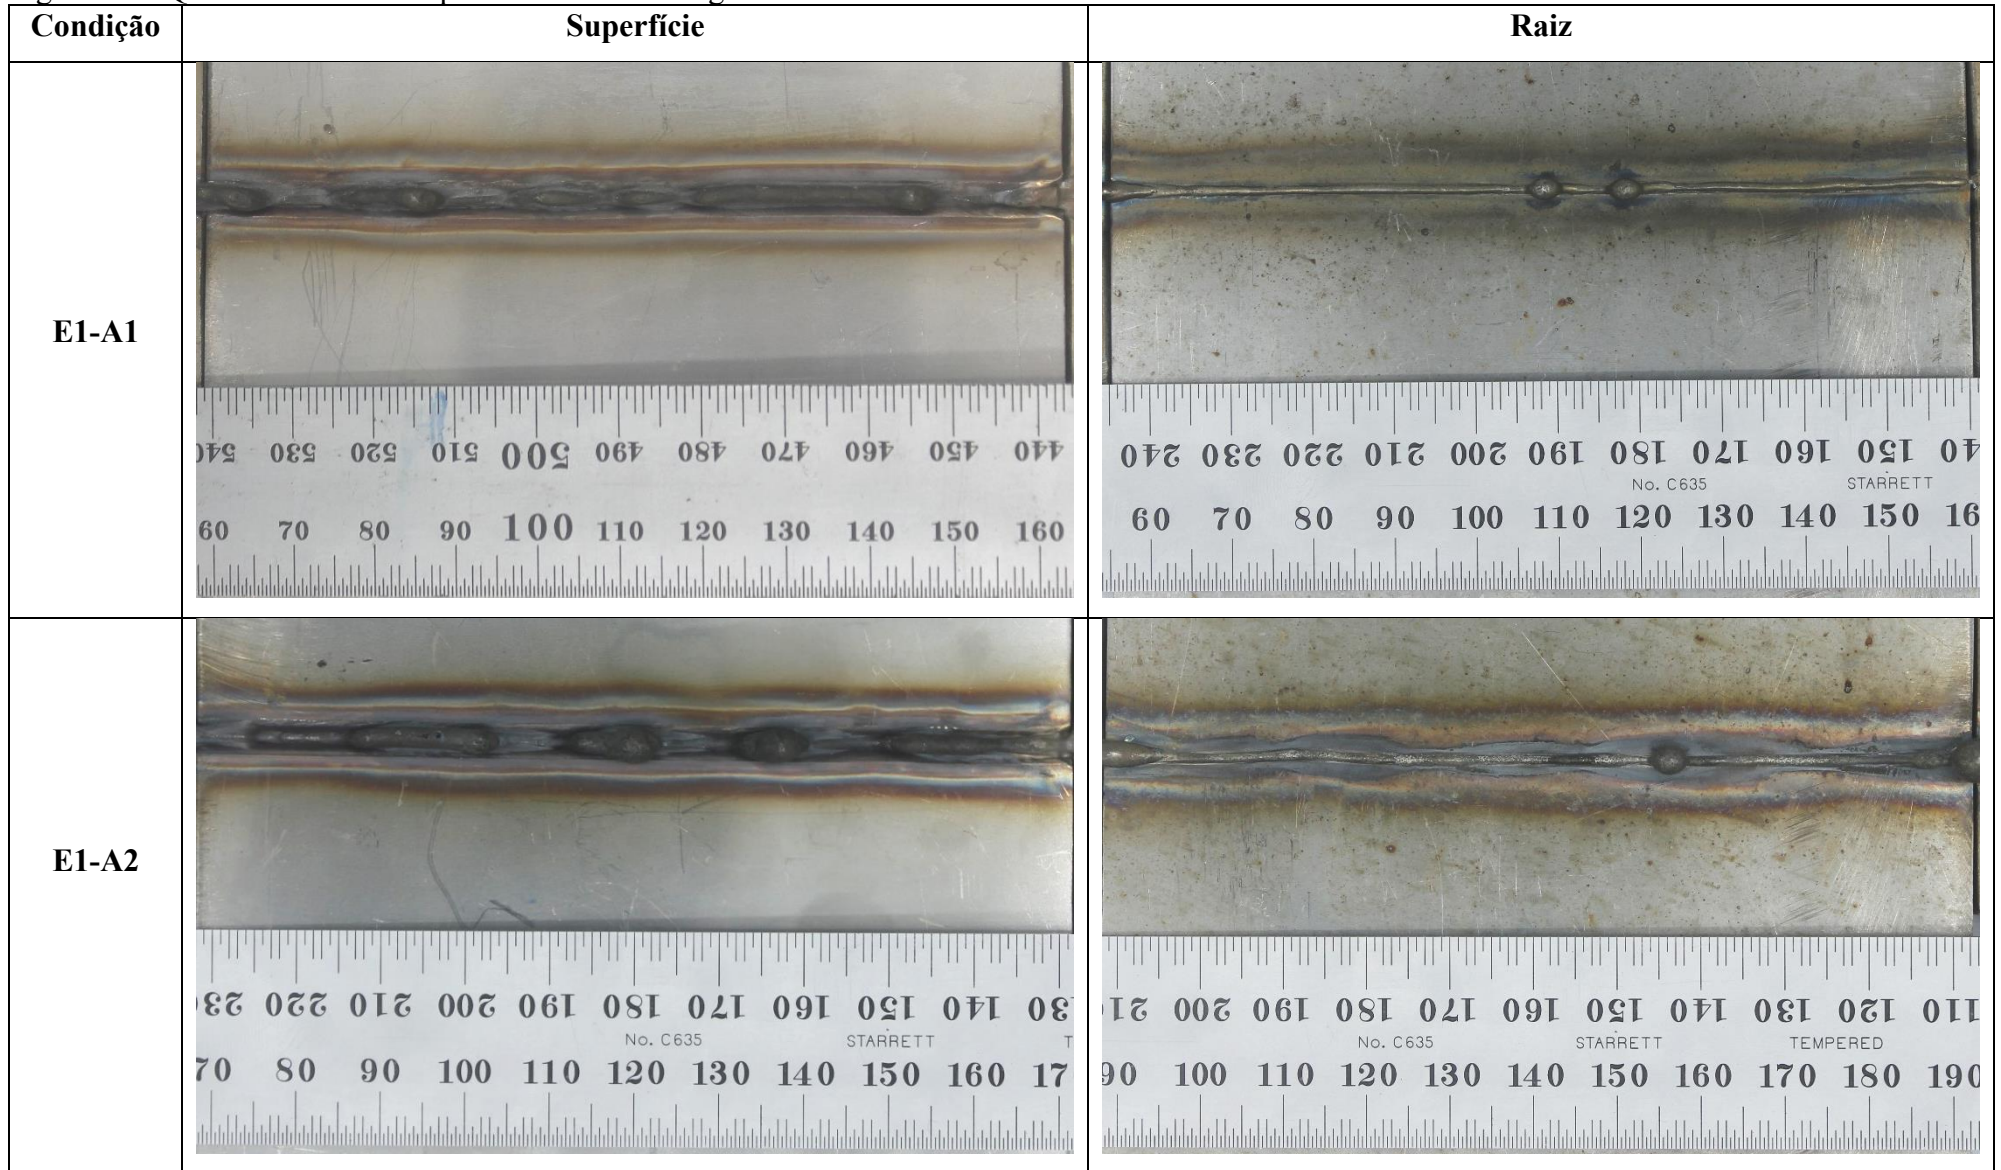 Condição Superfície Raiz
E1-A1
540 530 520 510 500 490 480 470 460 450 440
60 70 80 90 100 110 120 130 140 150 160
240 230 220 210 200 190 180 170 160 150 40
No. C635 STARRETT
60 70 80 90 100 110 120 130 140 150 16
E1-A2
230 220 210 200 190 180 170 160 150 140 30
No. C635 STARRETT T
70 80 90 100 110 120 130 140 150 160 17
210 200 190 180 170 160 150 140 130 120 110
No. C635 STARRETT TEMPERED
90 100 110 120 130 140 150 160 170 180 190